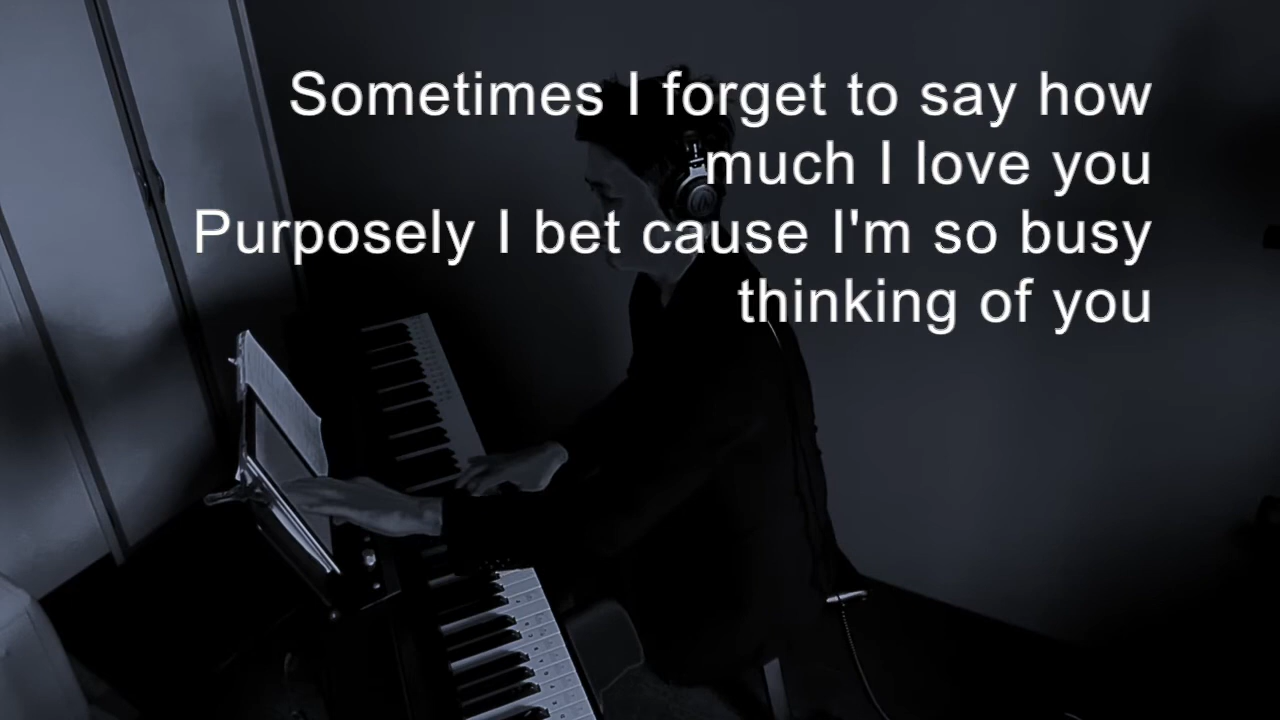 Sometimes I forget to say how
much I love you
Purposely I bet cause I'm so busy
thinking of you